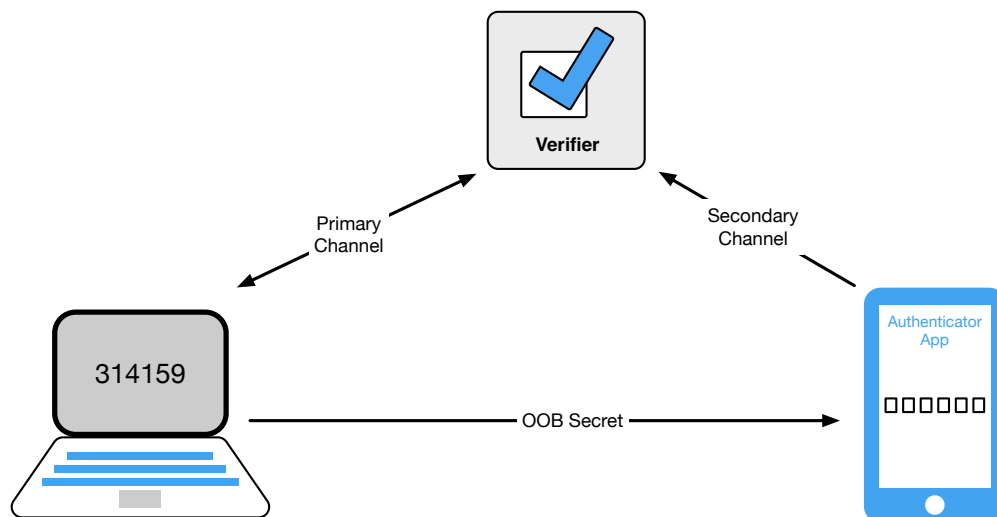 Verifier
Primary
Channel
Secondary
Channel
Authenticator
App
314159
OOB Secret